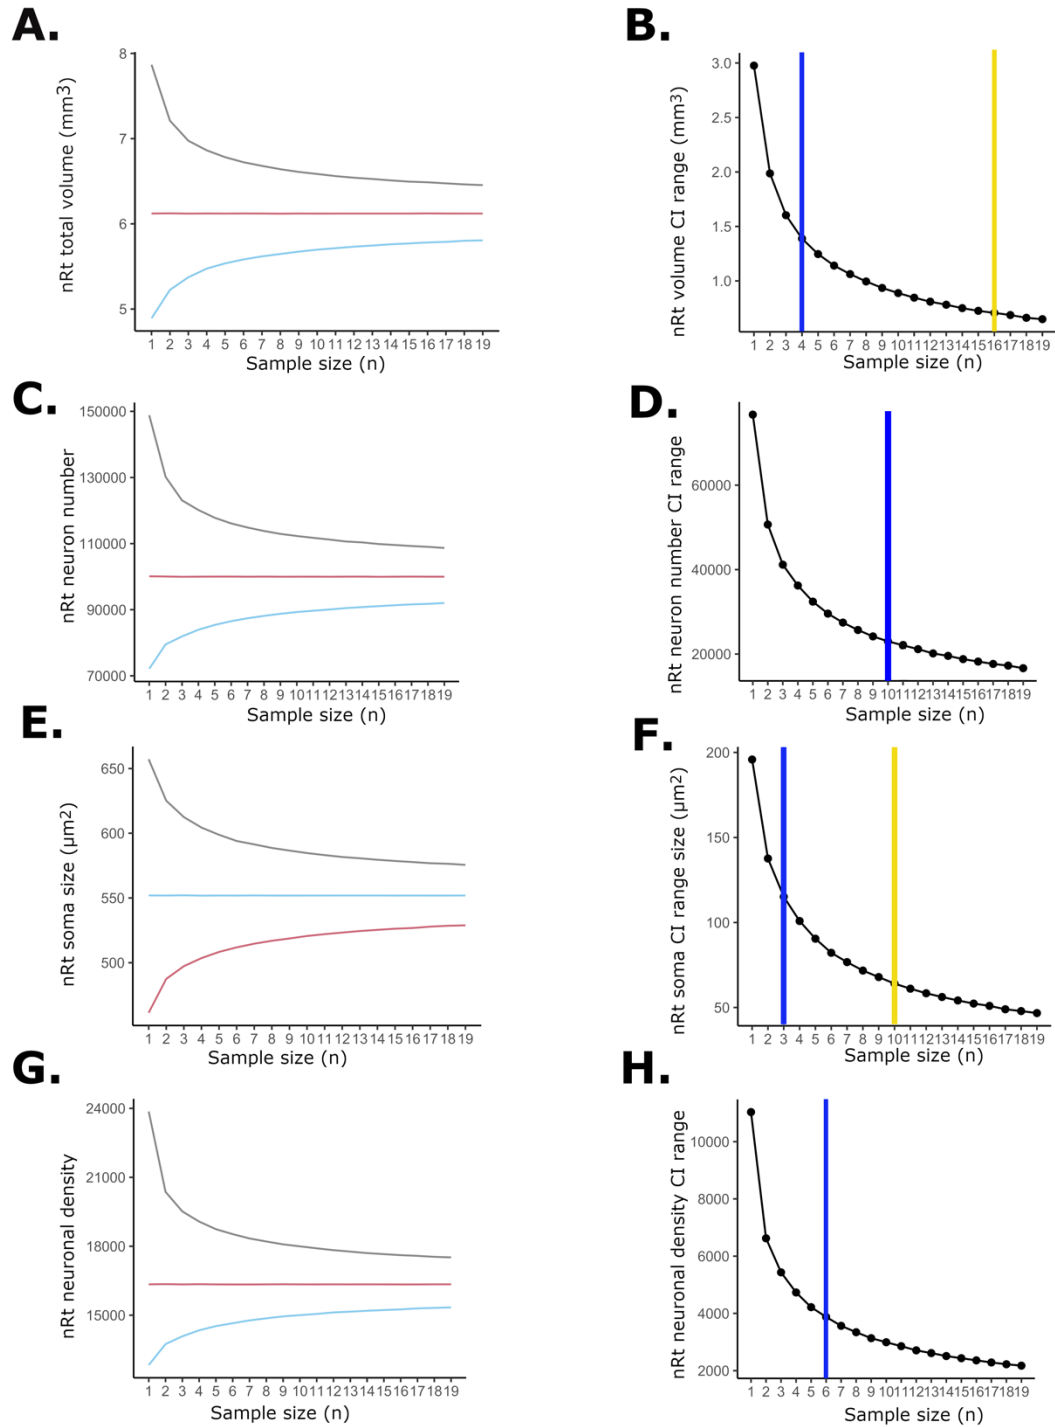 A.
nRt total volume (mm3)
8
7
6
5
1 2 3 4 5 6 7 8 9 10 11 12 13 14 15 16 17 18 19
Sample size (n)
B.
nRt volume CI range (mm3)
3.0
2.5
2.0
1.5
1.0
1 2 3 4 5 6 7 8 9 10 11 12 13 14 15 16 17 18 19
Sample size (n)
C.
nRt neuron number
150000
130000
110000
90000
70000
1 2 3 4 5 6 7 8 9 10 11 12 13 14 15 16 17 18 19
Sample size (n)
D.
nRt neuron number CI range
60000
40000
20000
1 2 3 4 5 6 7 8 9 10 11 12 13 14 15 16 17 18 19
Sample size (n)
E.
nRt soma size (µm2)
650
600
550
500
1 2 3 4 5 6 7 8 9 10 11 12 13 14 15 16 17 18 19
Sample size (n)
F.
nRt soma CI range size (µm2)
200
150
100
50
1 2 3 4 5 6 7 8 9 10 11 12 13 14 15 16 17 18 19
Sample size (n)
G.
nRt neuronal density
24000
21000
18000
15000
1 2 3 4 5 6 7 8 9 10 11 12 13 14 15 16 17 18 19
Sample size (n)
H.
nRt neuronal density CI range
10000
8000
6000
4000
2000
1 2 3 4 5 6 7 8 9 10 11 12 13 14 15 16 17 18 19
Sample size (n)